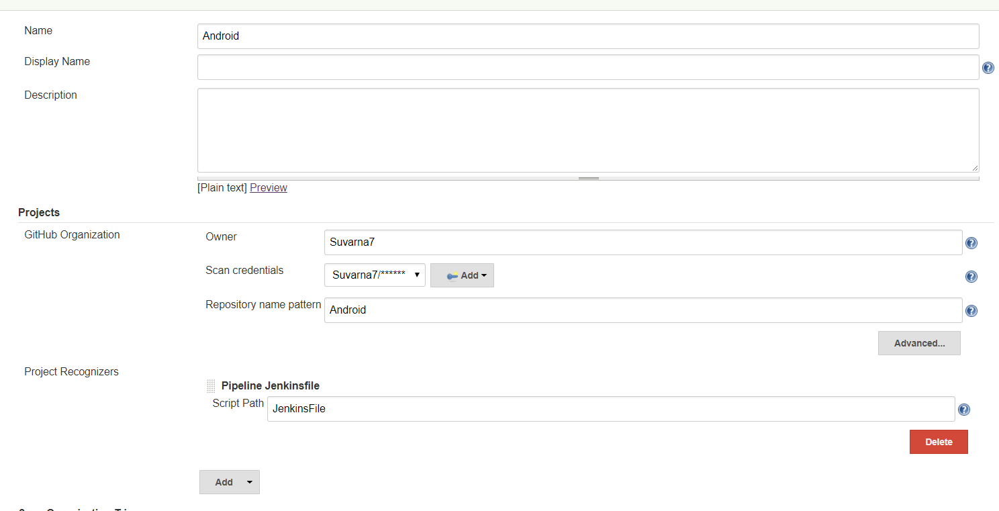 Name
Android
Display Name
Description
[Plain text] Preview
Projects
GitHub Organization
Owner
Suvarna7
Scan credentials
Suvarna7/******
Add
Repository name pattern
Android
Advanced...
Project Recognizers
Pipeline Jenkinsfile
Script Path
JenkinsFile
Delete
Add